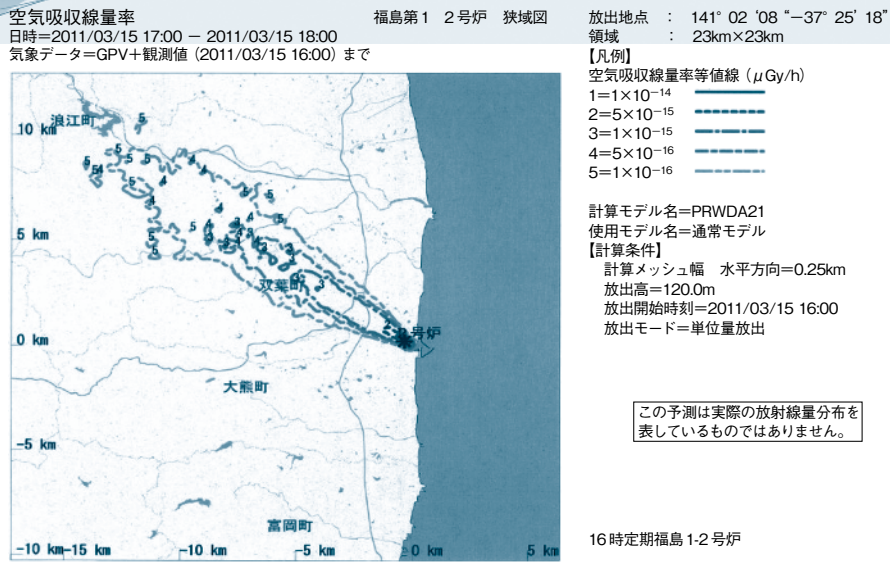 空気吸収線量率 福島第1 2号炉 狭域図
日時=2011/03/15 17:00 － 2011/03/15 18:00
気象データ=GPV+観測値（2011/03/15 16:00）まで
放出地点 ： 141° 02 '08 "−37° 25' 18"
領域 ： 23km×23km
【凡例】
空気吸収線量率等値線（μGy/h）
1=1×10⁻¹⁴
2=5×10⁻¹⁵
3=1×10⁻¹⁵
4=5×10⁻¹⁶
5=1×10⁻¹⁶
計算モデル名=PRWDA21
使用モデル名=通常モデル
【計算条件】
計算メッシュ幅 水平方向=0.25km
放出高=120.0m
放出開始時刻=2011/03/15 16:00
放出モード=単位量放出
この予測は実際の放射線量分布を
表しているものではありません。
16時定期福島1-2号炉
浪江町
10 km
5 km
双葉町
2号炉
0 km
大熊町
-5 km
富岡町
-10 km
-15 km
-10 km
-5 km
0 km
5 km